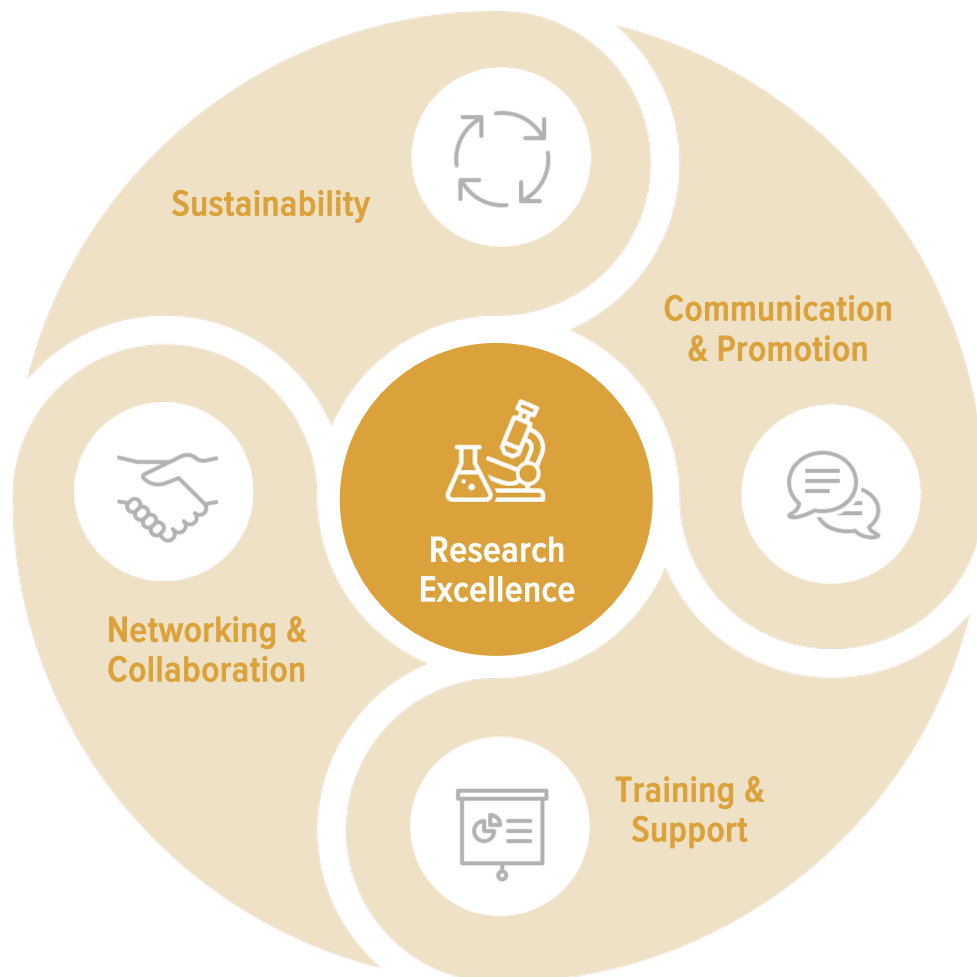 Sustainability
Communication
& Promotion
Research
Excellence
Networking &
Collaboration
Training &
Support